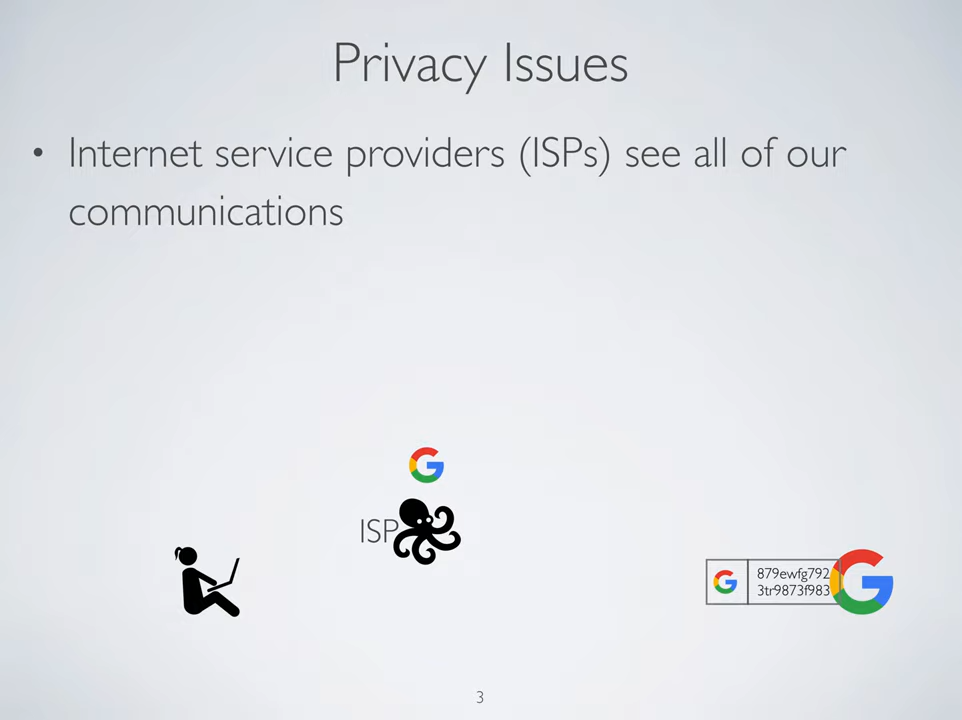 Privacy Issues
• Internet service providers (ISPs) see all of our
communications
ISP
879ewfg792
3tr9873f983
3